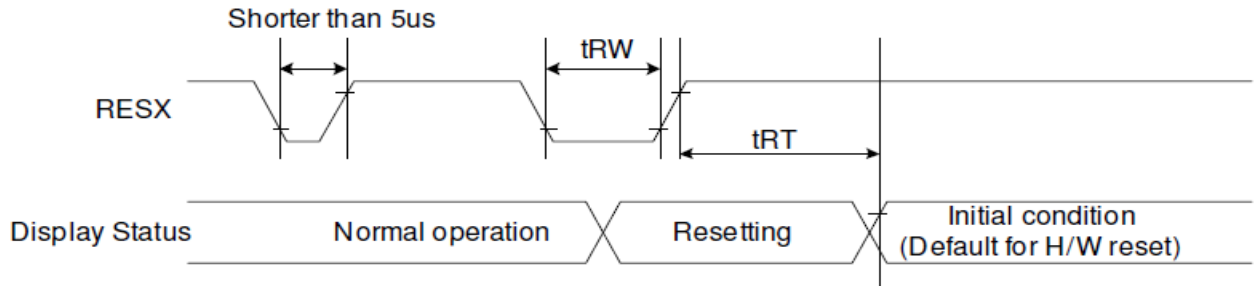 Shorter than 5us
tRW
RESX
tRT
Display Status
Normal operation
Resetting
Initial condition
(Default for H/W reset)